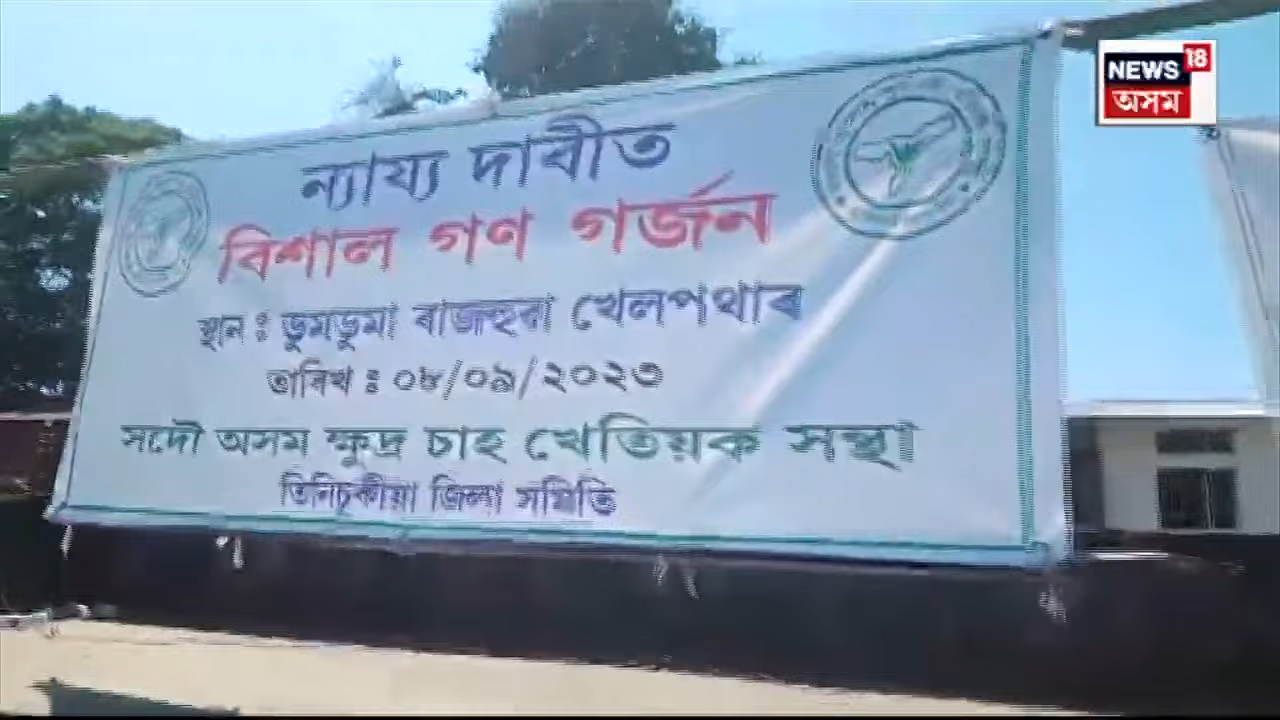 NEWS 18
অসম
ন্যায্য দাবীত
বিশাল গণ গৰ্জন
স্থান : ডুমডুমা ৰাজহুৱা খেলপথাৰ
তাৰিখ : ০৮/০৯/২০২৩
সদৌ অসম ক্ষুদ্ৰ চাহ খেতিয়ক সন্থা
তিনিচুকীয়া জিলা সমিতি